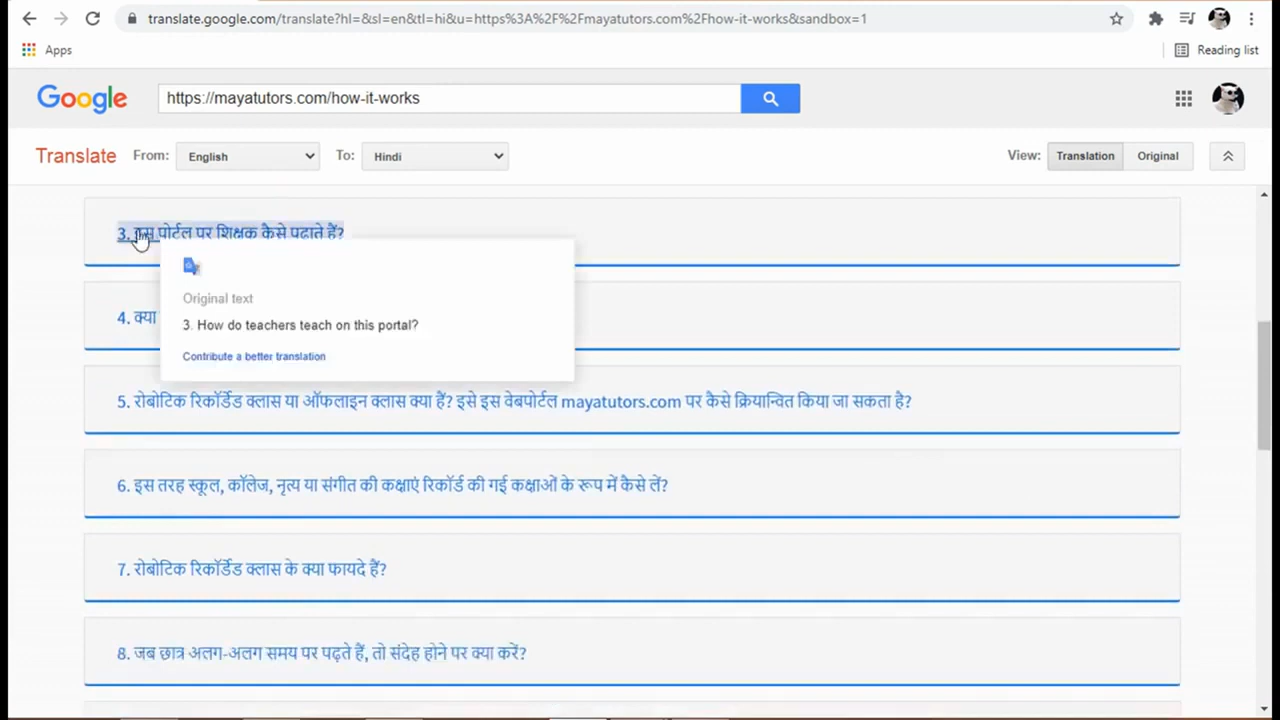 translate.google.com/translate?hl=&sl=en&tl=hi&u=https%3A%2F%2Fmayatutors.com%2Fhow-it-works&sandbox=1
Apps
Reading list
Google
https://mayatutors.com/how-it-works
Translate From: English To: Hindi View: Translation Original
3. इस पोर्टल पर शिक्षक कैसे पढ़ाते हैं?
Original text
3. How do teachers teach on this portal?
Contribute a better translation
4. क्या
5. रोबोटिक रिकॉर्डेड क्लास या ऑफलाइन क्लास क्या हैं? इसे इस वेबपोर्टल mayatutors.com पर कैसे क्रियान्वित किया जा सकता है?
6. इस तरह स्कूल, कॉलेज, नृत्य या संगीत की कक्षाएं रिकॉर्ड की गई कक्षाओं के रूप में कैसे लें?
7. रोबोटिक रिकॉर्डेड क्लास के क्या फायदे हैं?
8. जब छात्र अलग-अलग समय पर पढ़ते हैं, तो संदेह होने पर क्या करें?